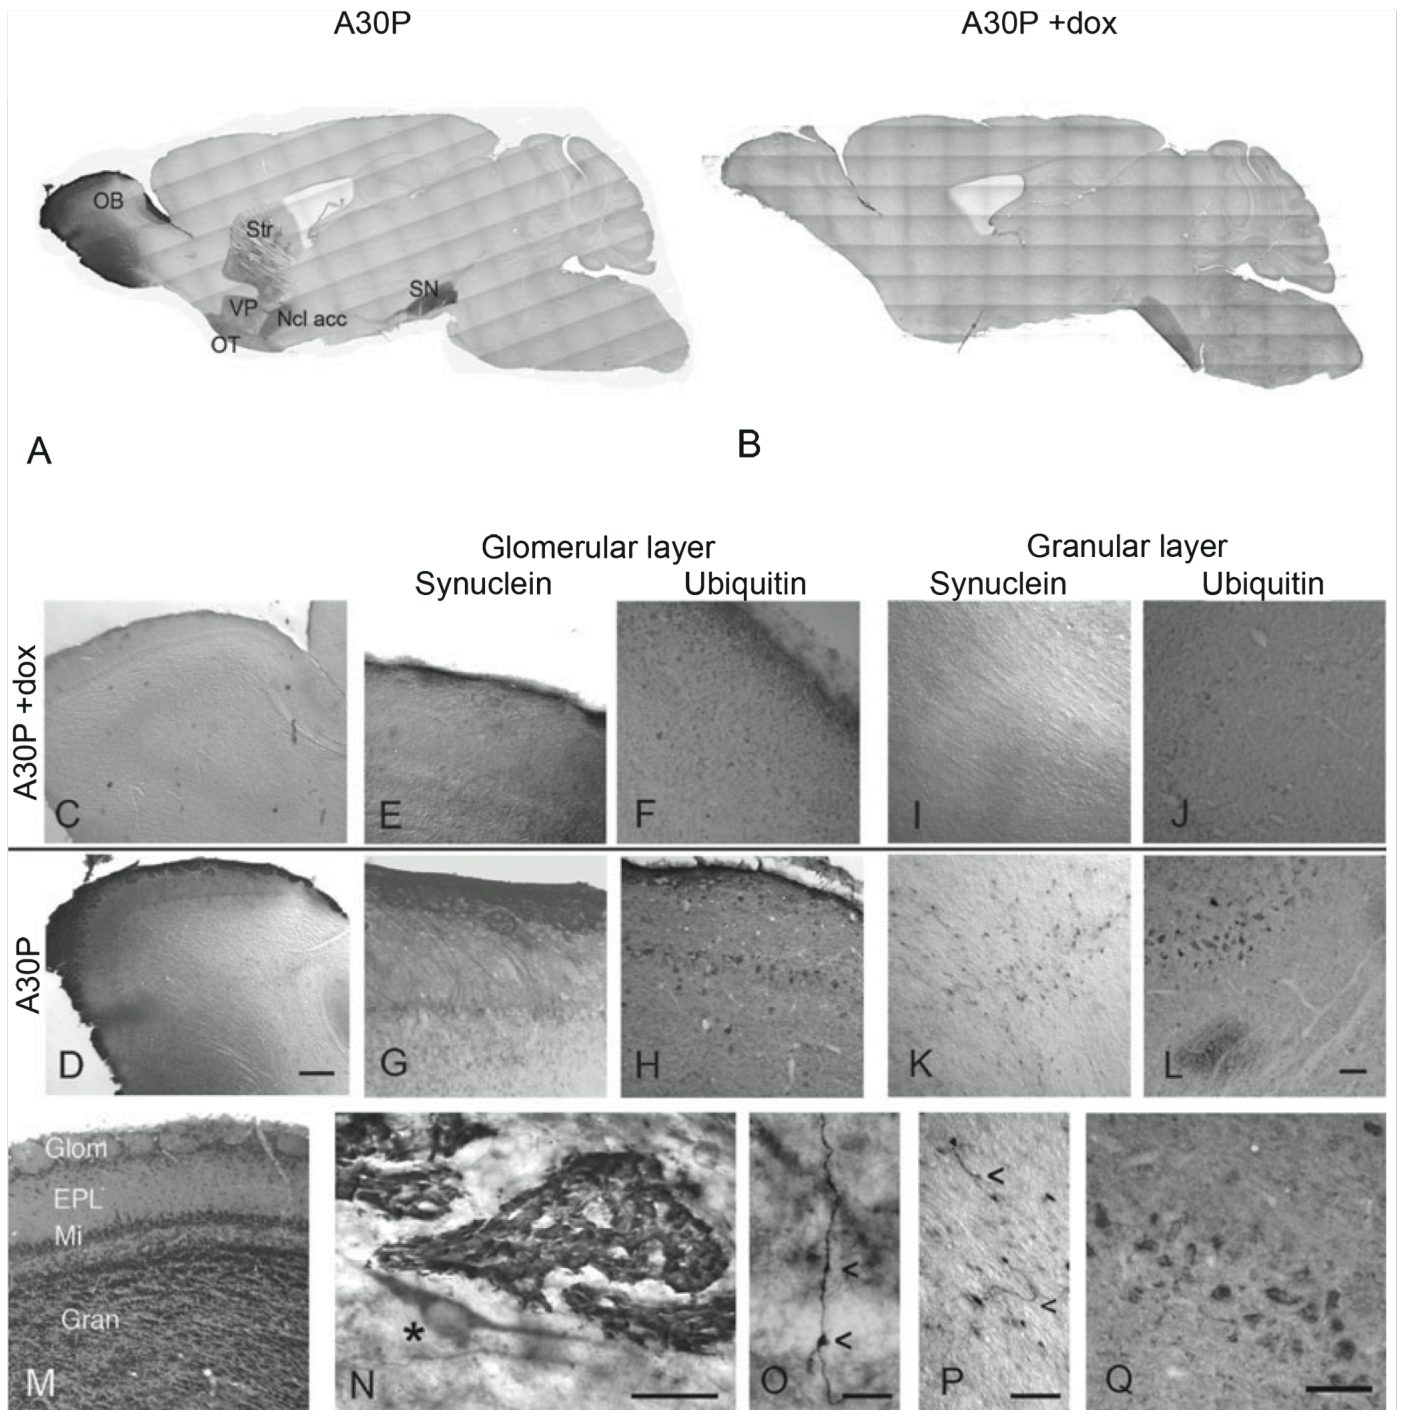 A30P
A30P +dox
OB
Str
SN
VP
Ncl acc
OT
A
B
Glomerular layer
Granular layer
Synuclein
Ubiquitin
Synuclein
Ubiquitin
A30P +dox
C
E
F
I
J
A30P
D
G
H
K
L
Glom
EPL
Mi
Gran
M
*
N
<
<
O
<
<
P
Q